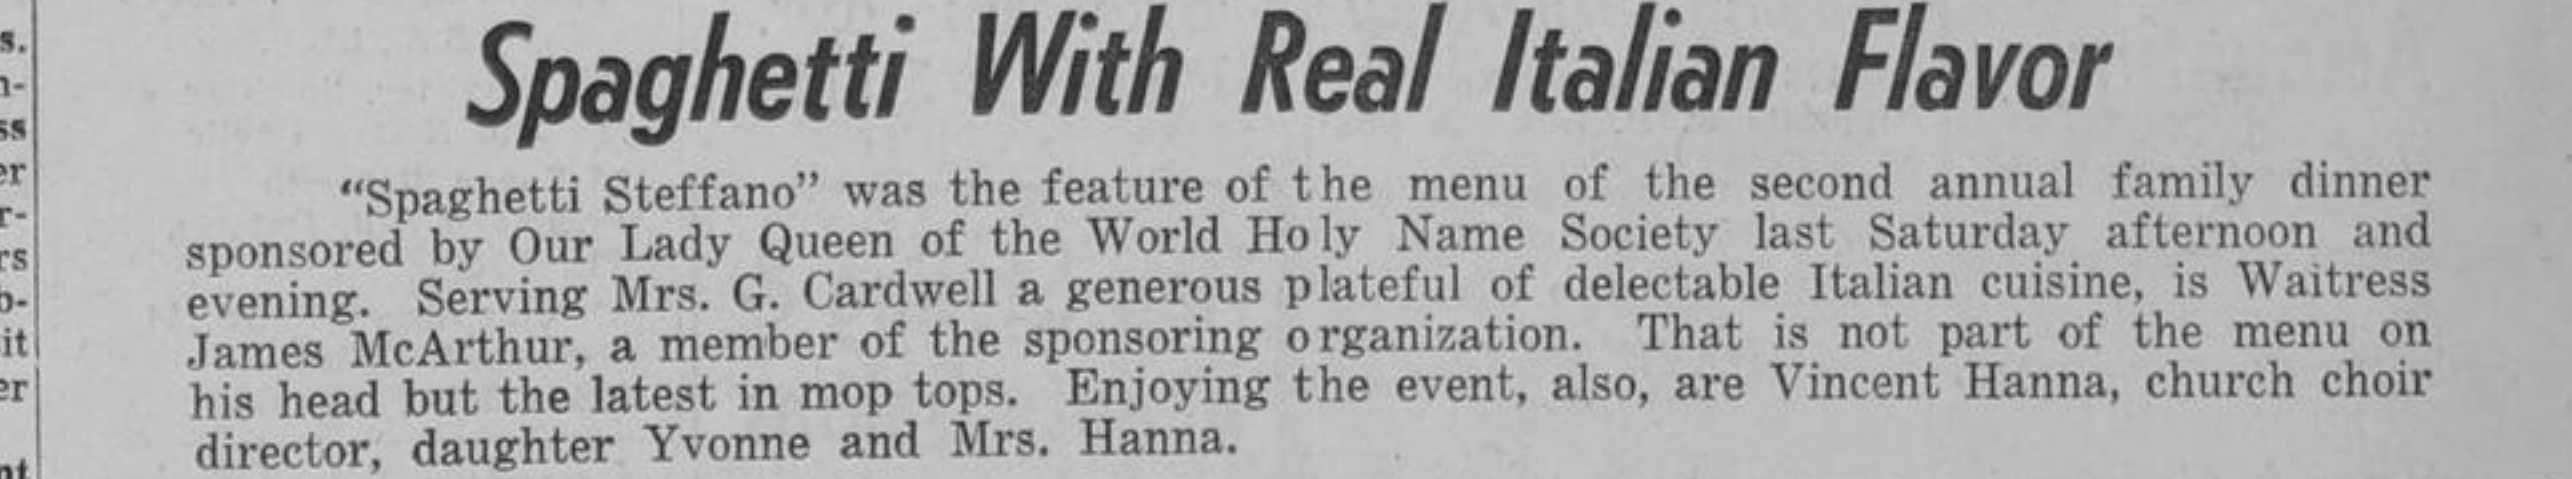 Spaghetti With Real Italian Flavor
"Spaghetti Steffano" was the feature of the menu of the second annual family dinner
sponsored by Our Lady Queen of the World Holy Name Society last Saturday afternoon and
evening. Serving Mrs. G. Cardwell a generous plateful of delectable Italian cuisine, is Waitress
James McArthur, a member of the sponsoring organization. That is not part of the menu on
his head but the latest in mop tops. Enjoying the event, also, are Vincent Hanna, church choir
director, daughter Yvonne and Mrs. Hanna.